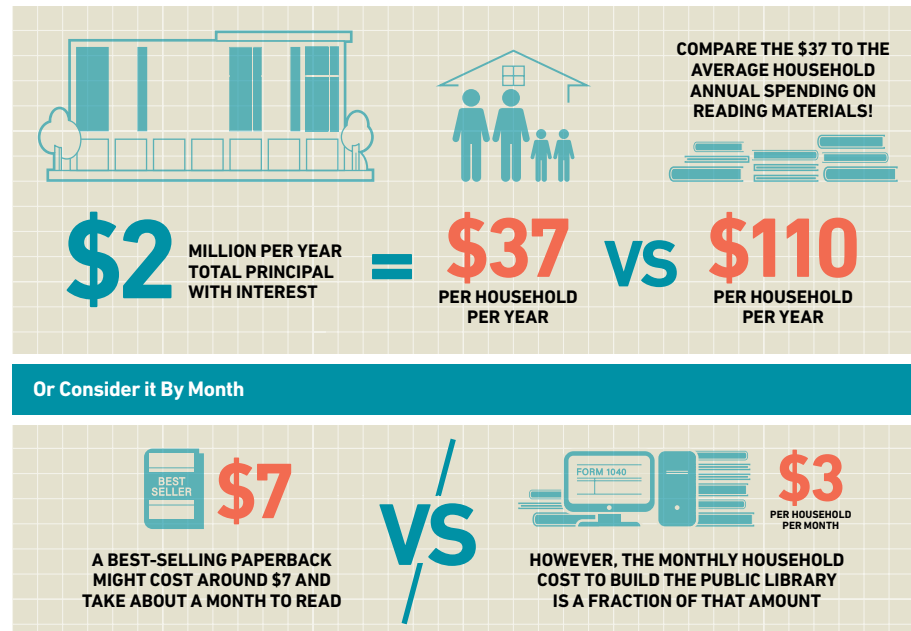 COMPARE THE $37 TO THE
AVERAGE HOUSEHOLD
ANNUAL SPENDING ON
READING MATERIALS!
$2
MILLION PER YEAR
TOTAL PRINCIPAL
WITH INTEREST
=
$37
PER HOUSEHOLD
PER YEAR
VS
$110
PER HOUSEHOLD
PER YEAR
Or Consider it By Month
BEST
SELLER
$7
A BEST-SELLING PAPERBACK
MIGHT COST AROUND $7 AND
TAKE ABOUT A MONTH TO READ
VS
FORM 1040
$3
PER HOUSEHOLD
PER MONTH
HOWEVER, THE MONTHLY HOUSEHOLD
COST TO BUILD THE PUBLIC LIBRARY
IS A FRACTION OF THAT AMOUNT